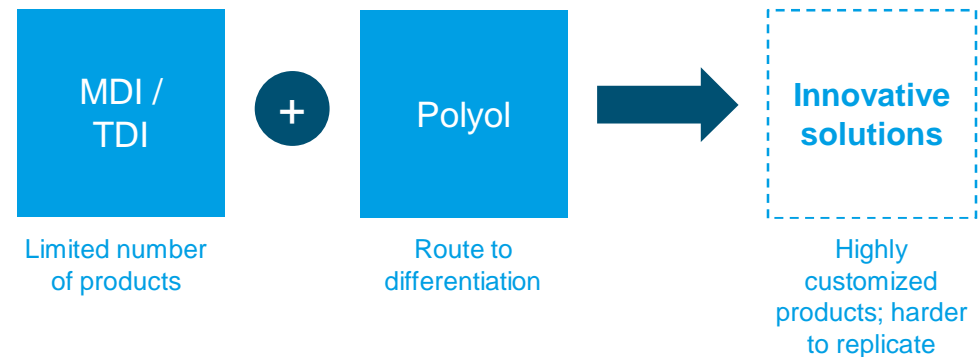 MDI /
TDI
+
Polyol
Innovative
solutions
Limited number
of products
Route to
differentiation
Highly
customized
products; harder
to replicate